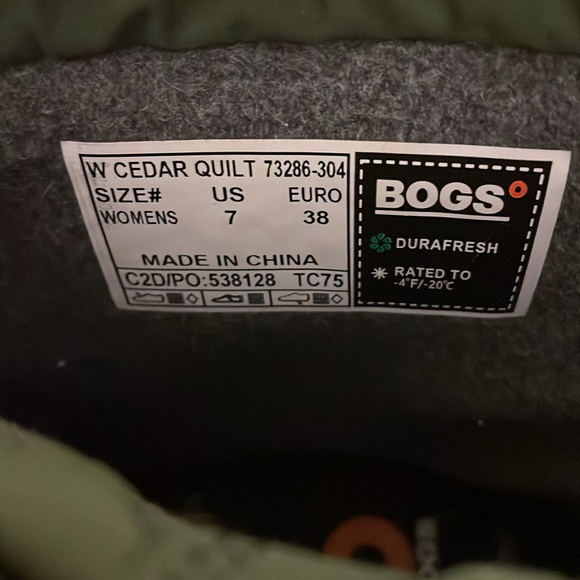 W CEDAR QUILT 73286-304
SIZE# US EURO
WOMENS 7 38
MADE IN CHINA
C2D/PO:538128 TC75
BOGS
DURAFRESH
RATED TO
-4°F/-20°C